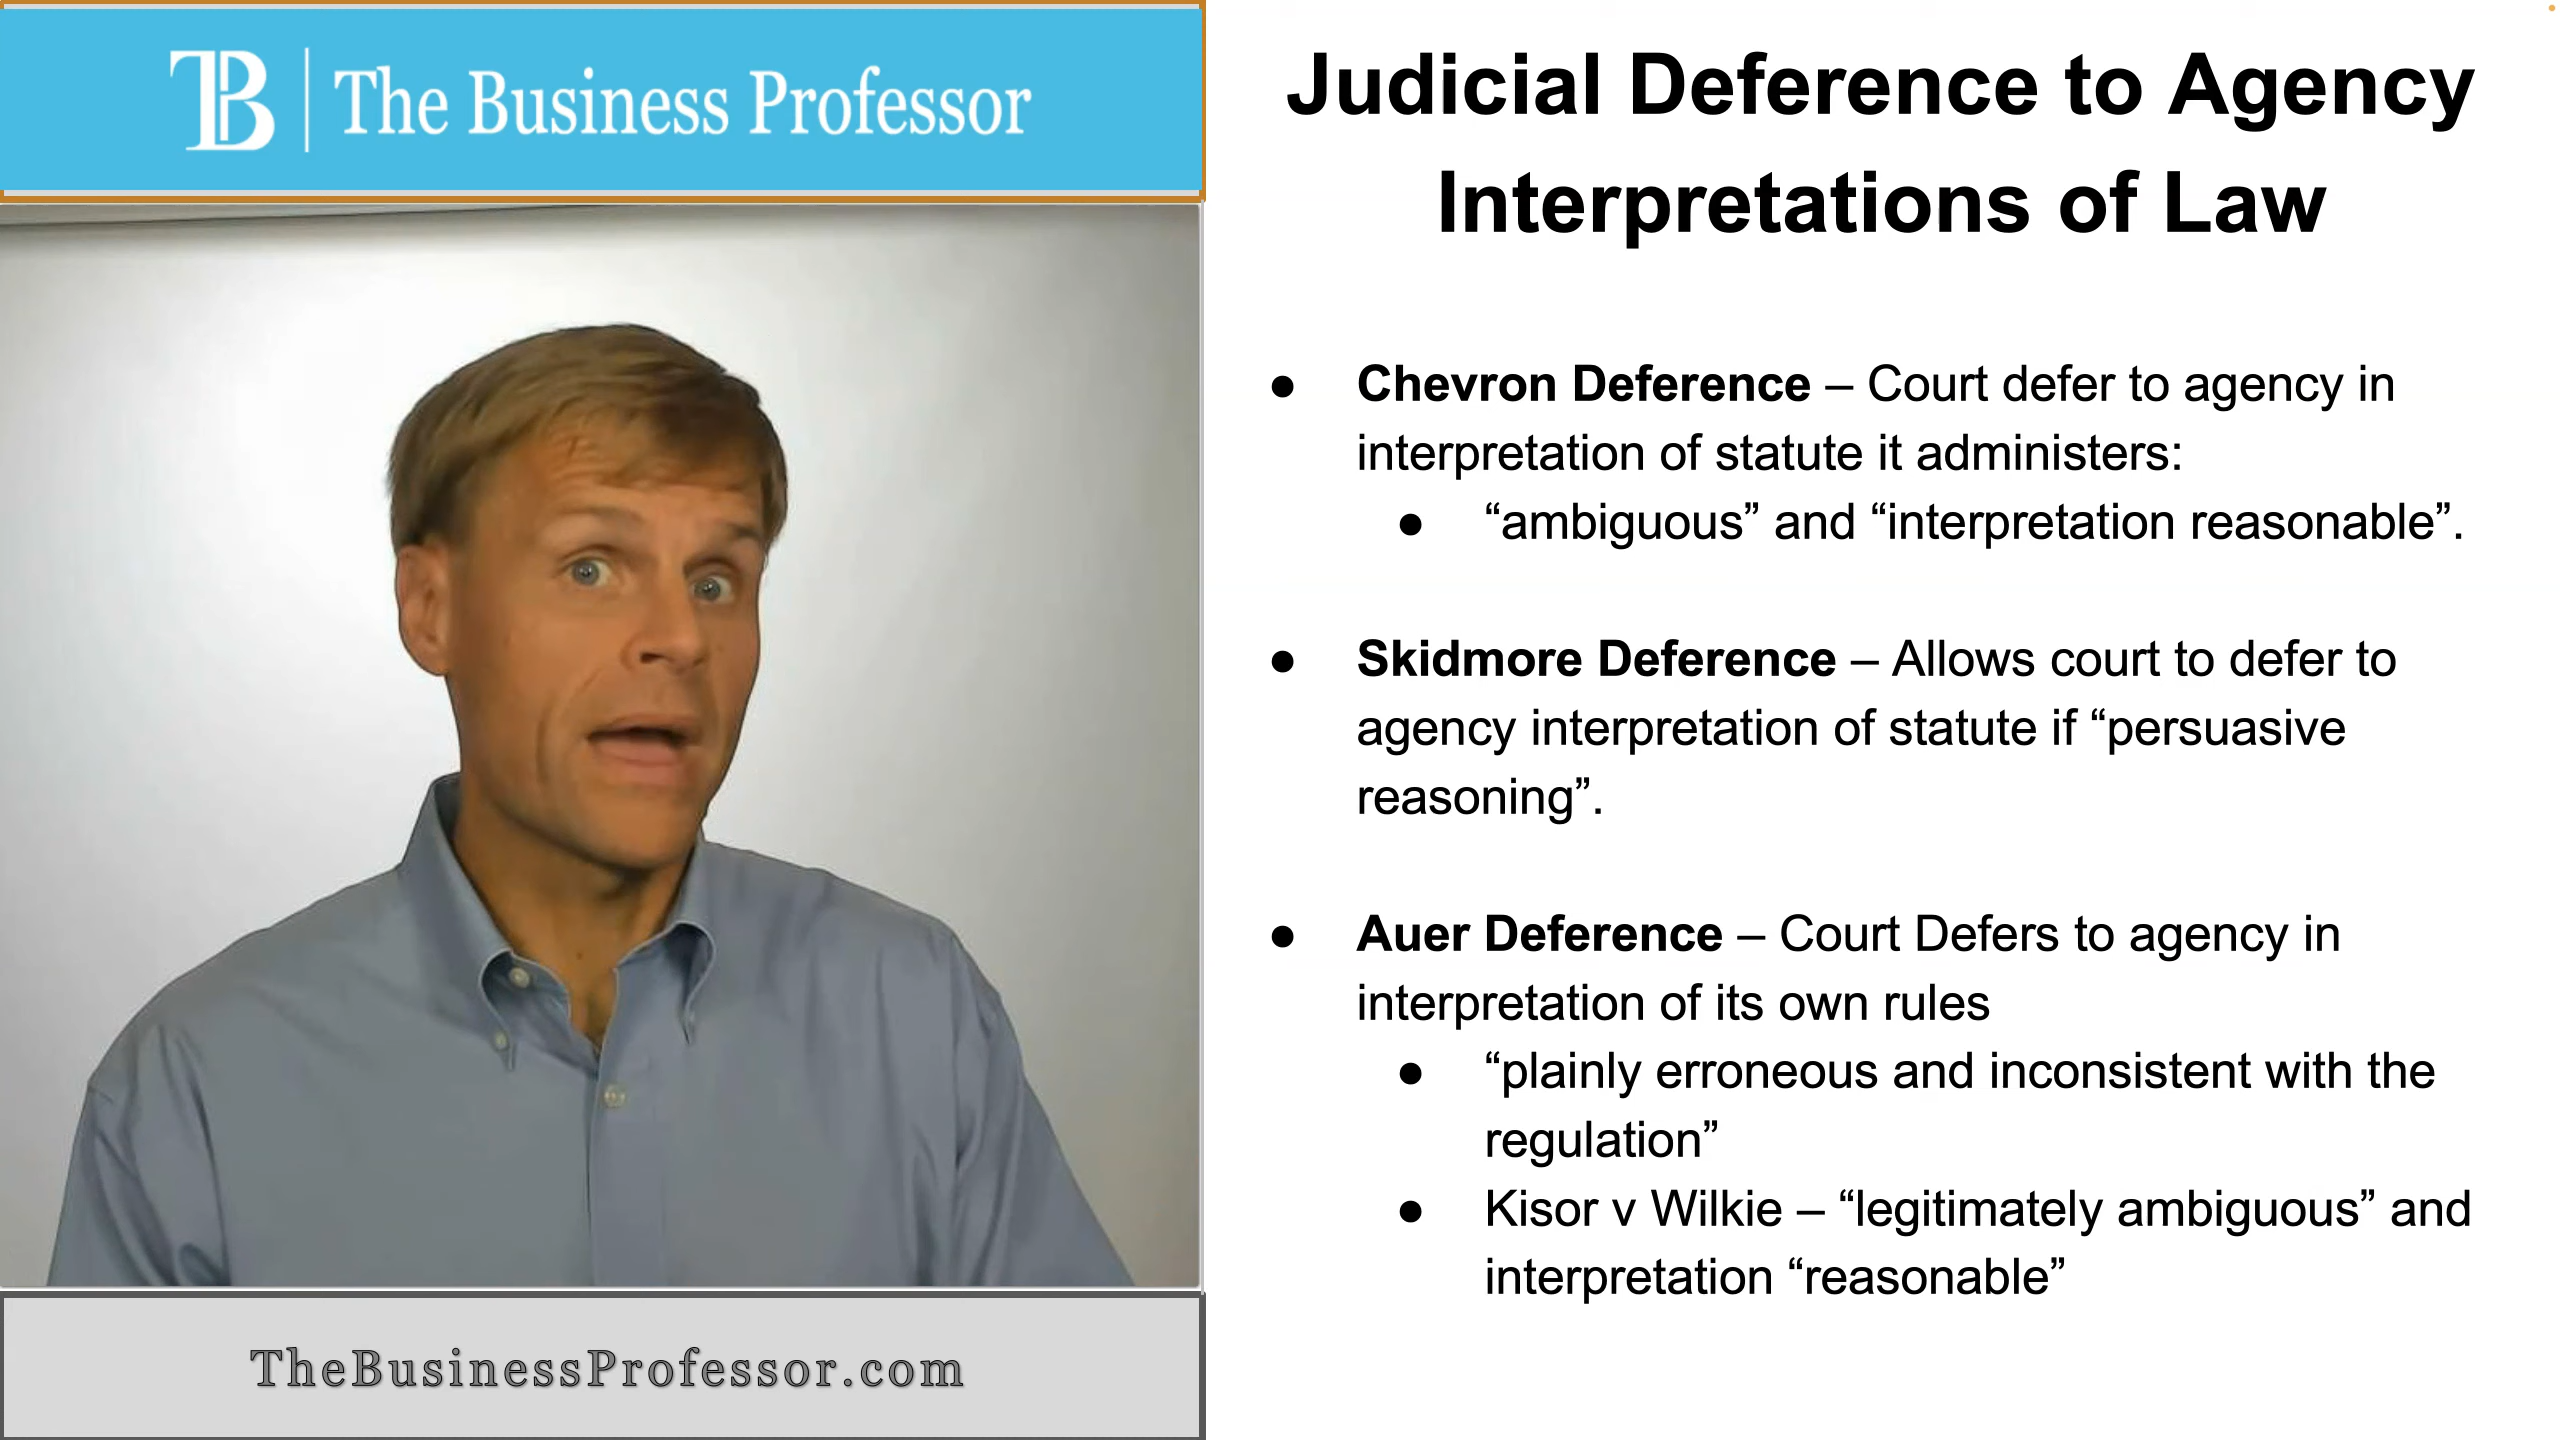 TB | The Business Professor
TheBusinessProfessor.com
Judicial Deference to Agency
Interpretations of Law
● Chevron Deference – Court defer to agency in
interpretation of statute it administers:
● “ambiguous” and “interpretation reasonable”.
● Skidmore Deference – Allows court to defer to
agency interpretation of statute if “persuasive
reasoning”.
● Auer Deference – Court Defers to agency in
interpretation of its own rules
● “plainly erroneous and inconsistent with the
regulation”
● Kisor v Wilkie – “legitimately ambiguous” and
interpretation “reasonable”